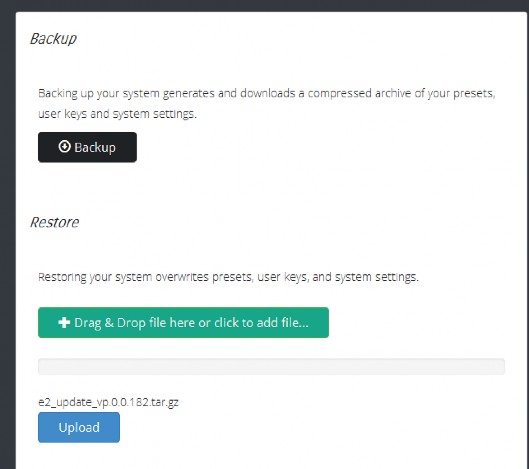 Backup
Backing up your system generates and downloads a compressed archive of your presets,
user keys and system settings.
Backup
Restore
Restoring your system overwrites presets, user keys, and system settings.
Drag & Drop file here or click to add file...
e2_update_vp.0.0.182.tar.gz
Upload